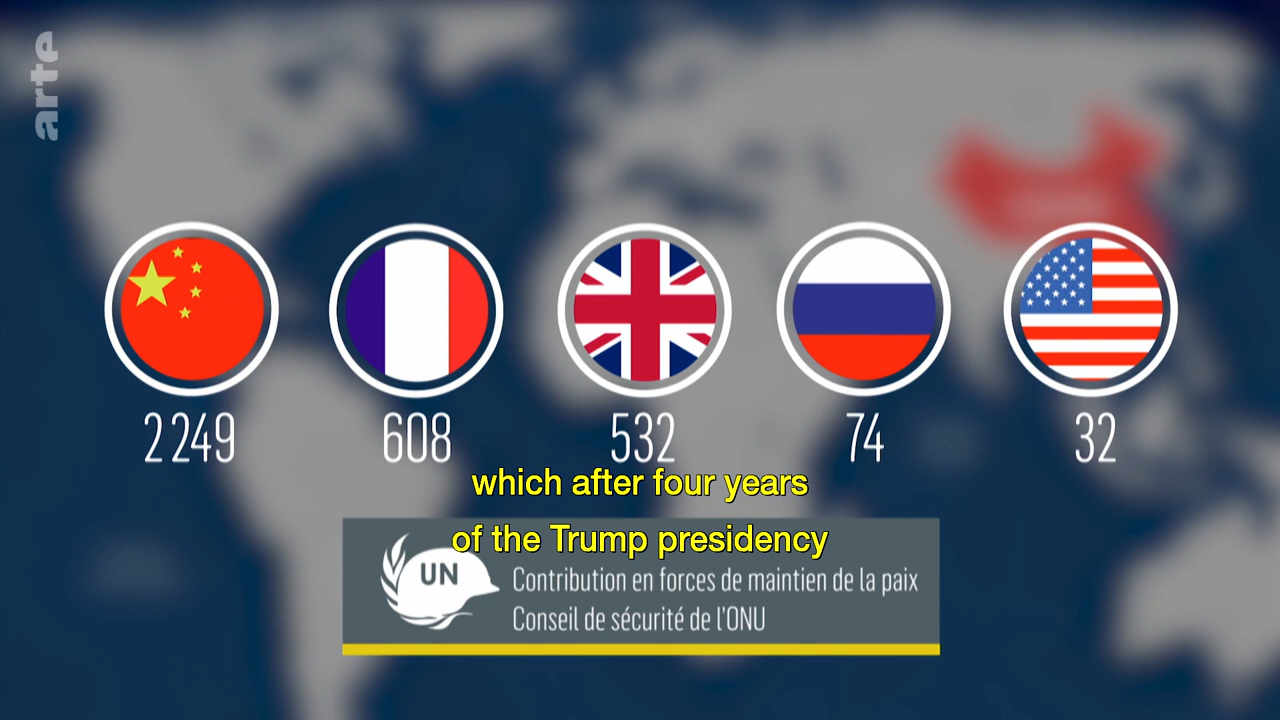 arte
2 249
608
532
74
32
which after four years
of the Trump presidency
UN
Contribution en forces de maintien de la paix
Conseil de sécurité de l'ONU